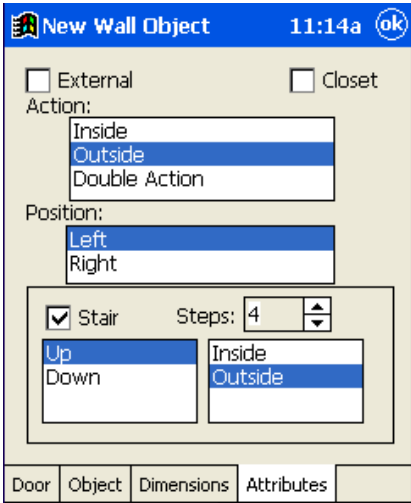 New Wall Object 11:14a ok
External Closet
Action:
Inside
Outside
Double Action
Position:
Left
Right
Stair Steps: 4
Up Inside
Down Outside
Door Object Dimensions Attributes